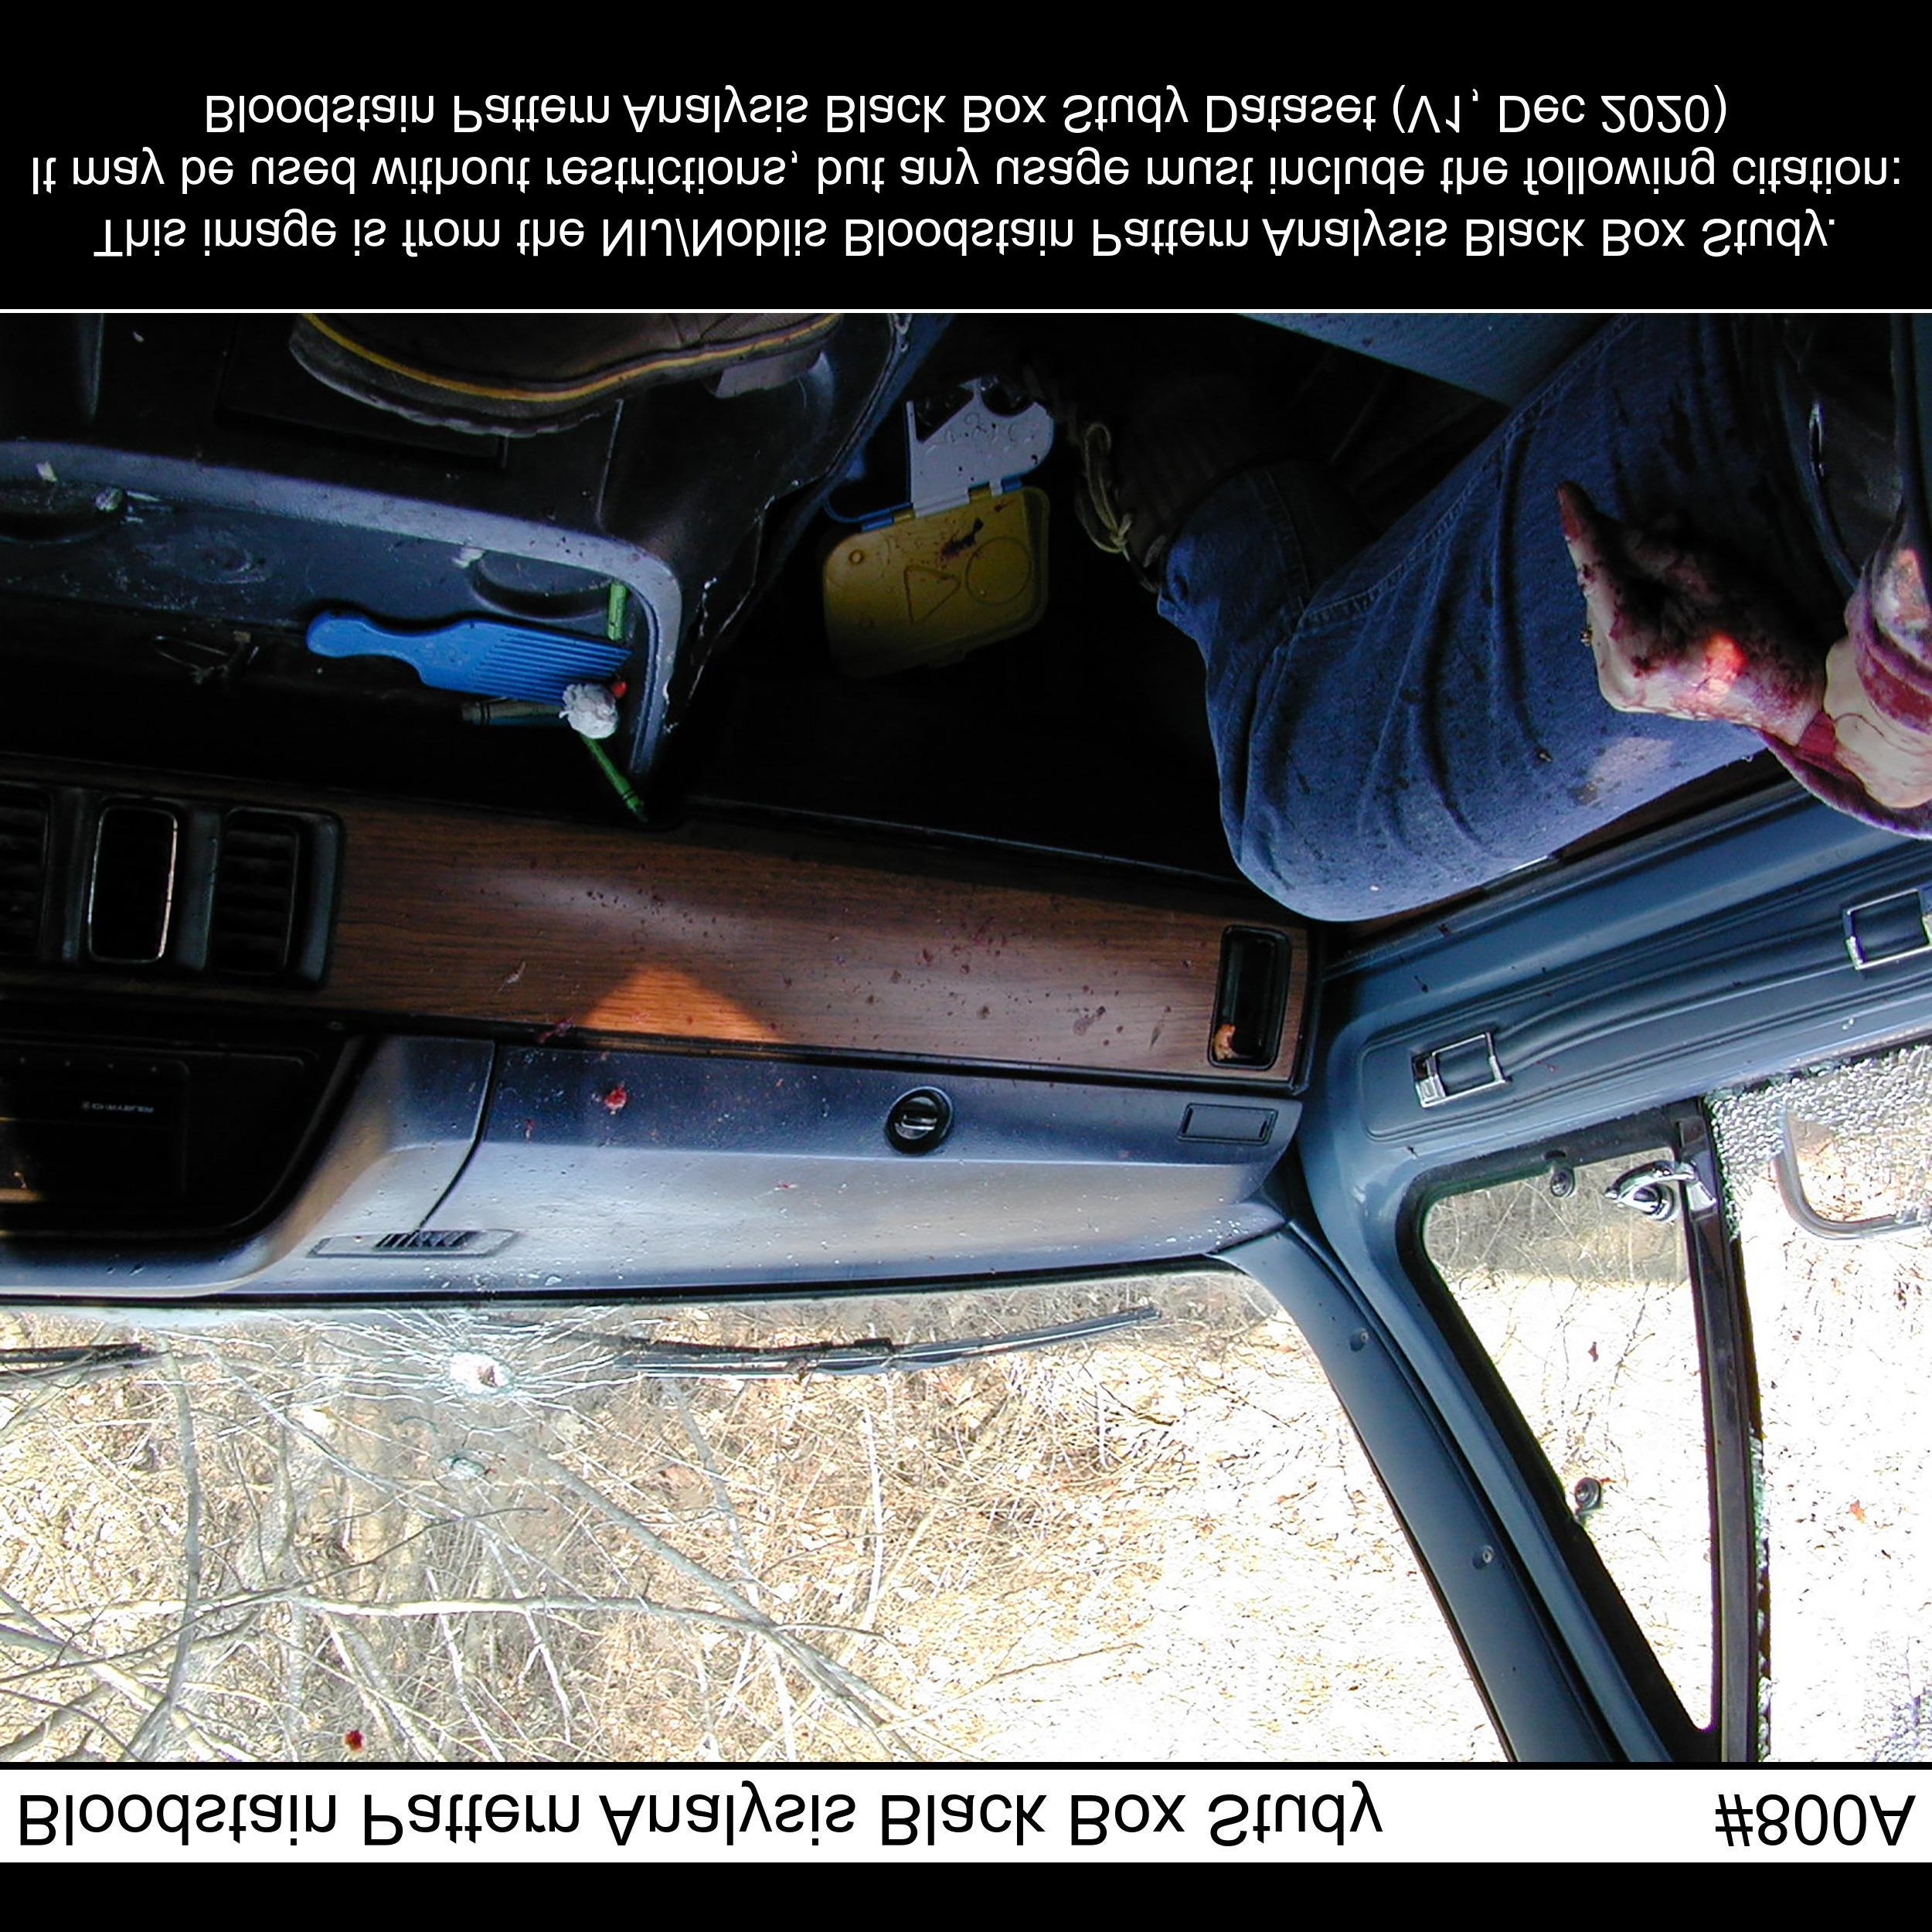 Bloodstain Pattern Analysis Black Box Study #800A
This image is from the NIJ/Noblis Bloodstain Pattern Analysis Black Box Study.
It may be used without restrictions, but any usage must include the following citation:
Bloodstain Pattern Analysis Black Box Study Dataset (V1, Dec 2020)